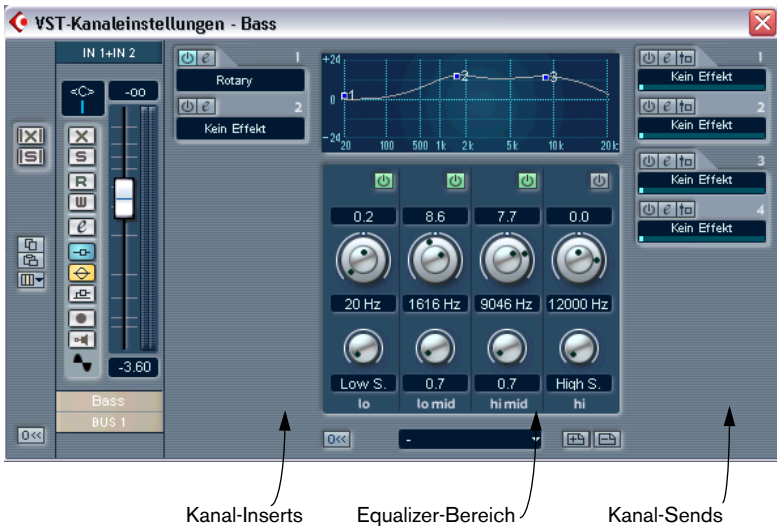 VST-Kanaleinstellungen - Bass
IN 1+IN 2
<C>
-oo
X
S
R
W
e
-3.60
Bass
BUS 1
X
S
0<<
e 1
Rotary
e 2
Kein Effekt
+24
0
-24
1
2
3
20 100 500 1k 2k 5k 10k 20k
0.2 8.6 7.7 0.0
20 Hz 1616 Hz 9046 Hz 12000 Hz
Low S. 0.7 0.7 High S.
lo lo mid hi mid hi
0<<
-
e 1
Kein Effekt
e 2
Kein Effekt
e 3
Kein Effekt
e 4
Kein Effekt
Kanal-Inserts Equalizer-Bereich Kanal-Sends